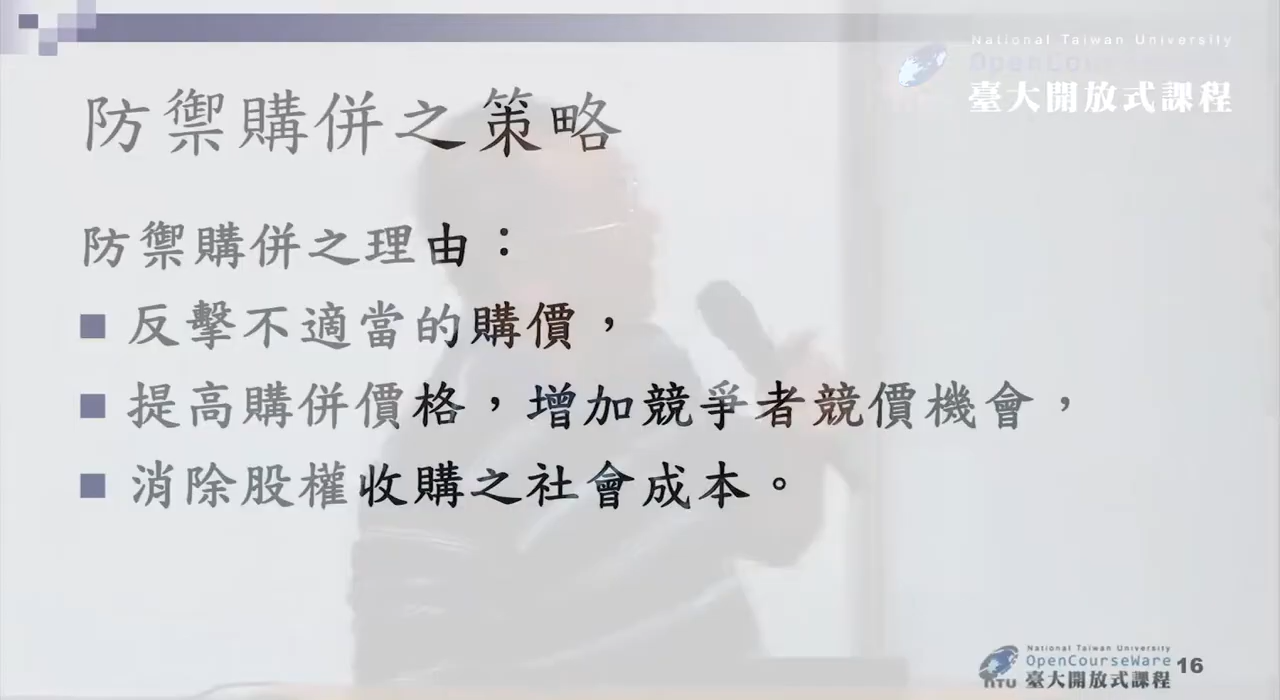 National Taiwan University
OpenCourseWare
臺大開放式課程
防禦購併之策略
防禦購併之理由：
反擊不適當的購價，
提高購併價格，增加競爭者競價機會，
消除股權收購之社會成本。
National Taiwan University
OpenCourseWare
NTU 臺大開放式課程
16